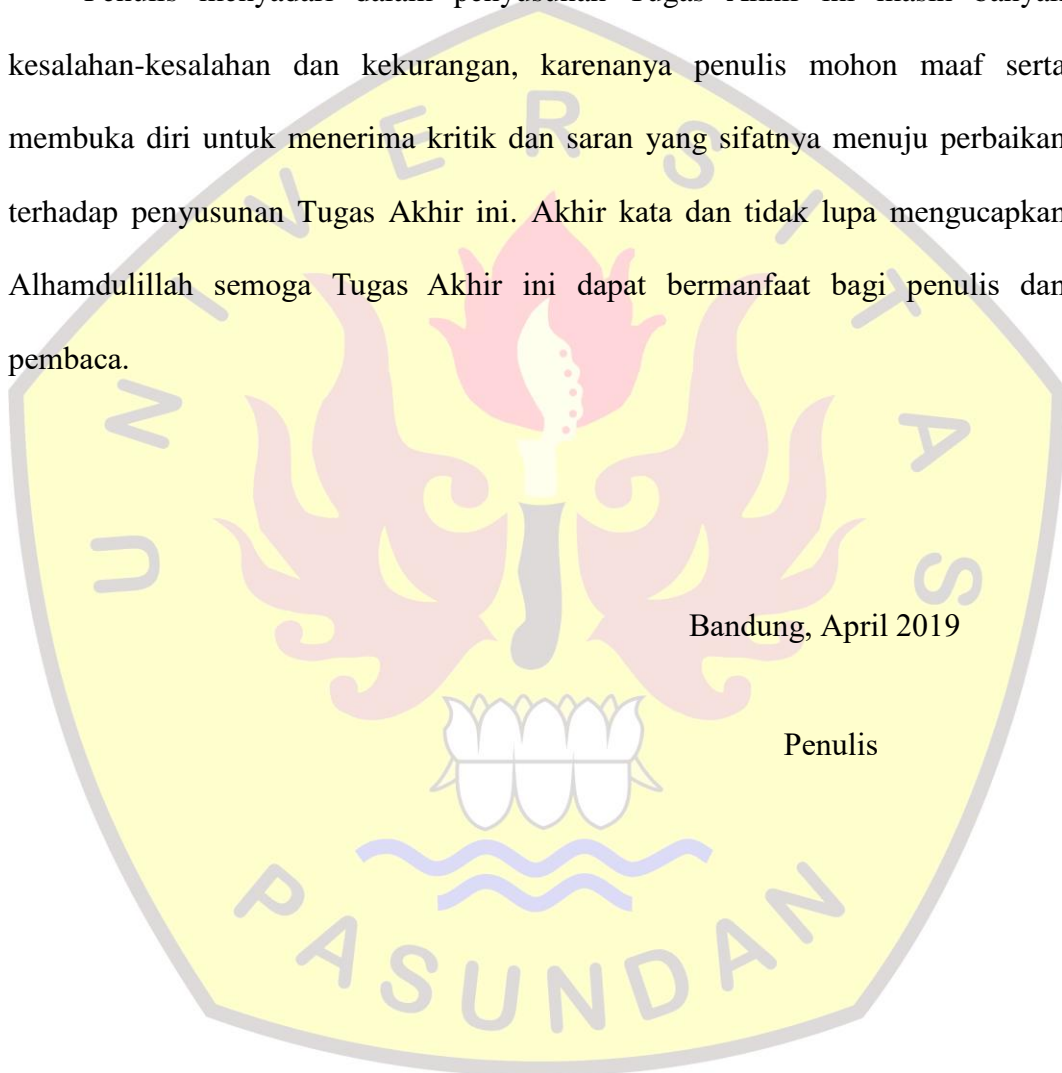 Penulis menyadari dalam penyusunan Tugas Akhir ini masih banyak
kesalahan-kesalahan dan kekurangan, karenanya penulis mohon maaf serta
membuka diri untuk menerima kritik dan saran yang sifatnya menuju perbaikan
terhadap penyusunan Tugas Akhir ini. Akhir kata dan tidak lupa mengucapkan
Alhamdulillah semoga Tugas Akhir ini dapat bermanfaat bagi penulis dan
pembaca.
Bandung, April 2019
Penulis
UNIVERSITAS
PASUNDAN